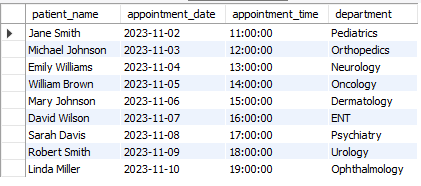 patient_name appointment_date appointment_time department
Jane Smith 2023-11-02 11:00:00 Pediatrics
Michael Johnson 2023-11-03 12:00:00 Orthopedics
Emily Williams 2023-11-04 13:00:00 Neurology
William Brown 2023-11-05 14:00:00 Oncology
Mary Johnson 2023-11-06 15:00:00 Dermatology
David Wilson 2023-11-07 16:00:00 ENT
Sarah Davis 2023-11-08 17:00:00 Psychiatry
Robert Smith 2023-11-09 18:00:00 Urology
Linda Miller 2023-11-10 19:00:00 Ophthalmology